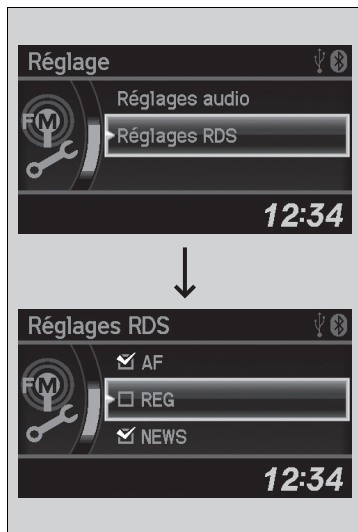 Réglage
Réglages audio
FM
Réglages RDS
12:34
Réglages RDS
AF
FM
REG
NEWS
12:34